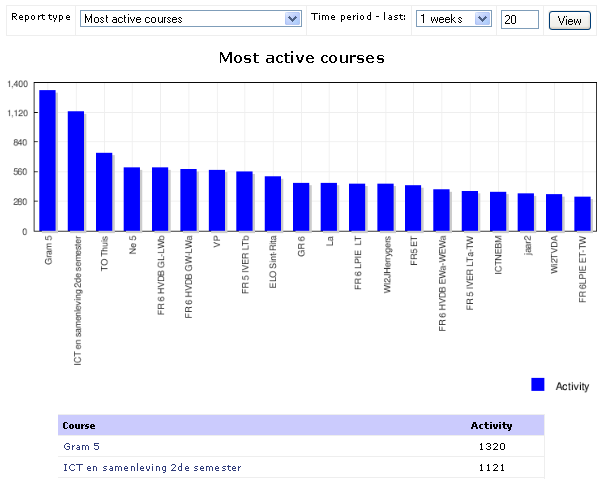 Report type Most active courses Time period - last: 1 weeks 20 View
Most active courses
1,400
1,120
840
560
280
0
Gram 5
ICT en samenleving 2de semester
TO Thuis
Ne 5
FR 6 HVDB GL-LWb
FR 6 HVDB GW-LWa
VP
FR 5 IVER LTb
ELO Sint-Rita
GR 6
La
FR 6 LPIE LT
WI2JHerrygers
FR5 ET
FR 6 HVDB EWa-WEWa
FR 5 IVER LTa-TW
ICTNEBM
jaar2
WI2TVDA
FR 6LPIE ET-TW
Activity
Course Activity
Gram 5 1320
ICT en samenleving 2de semester 1121